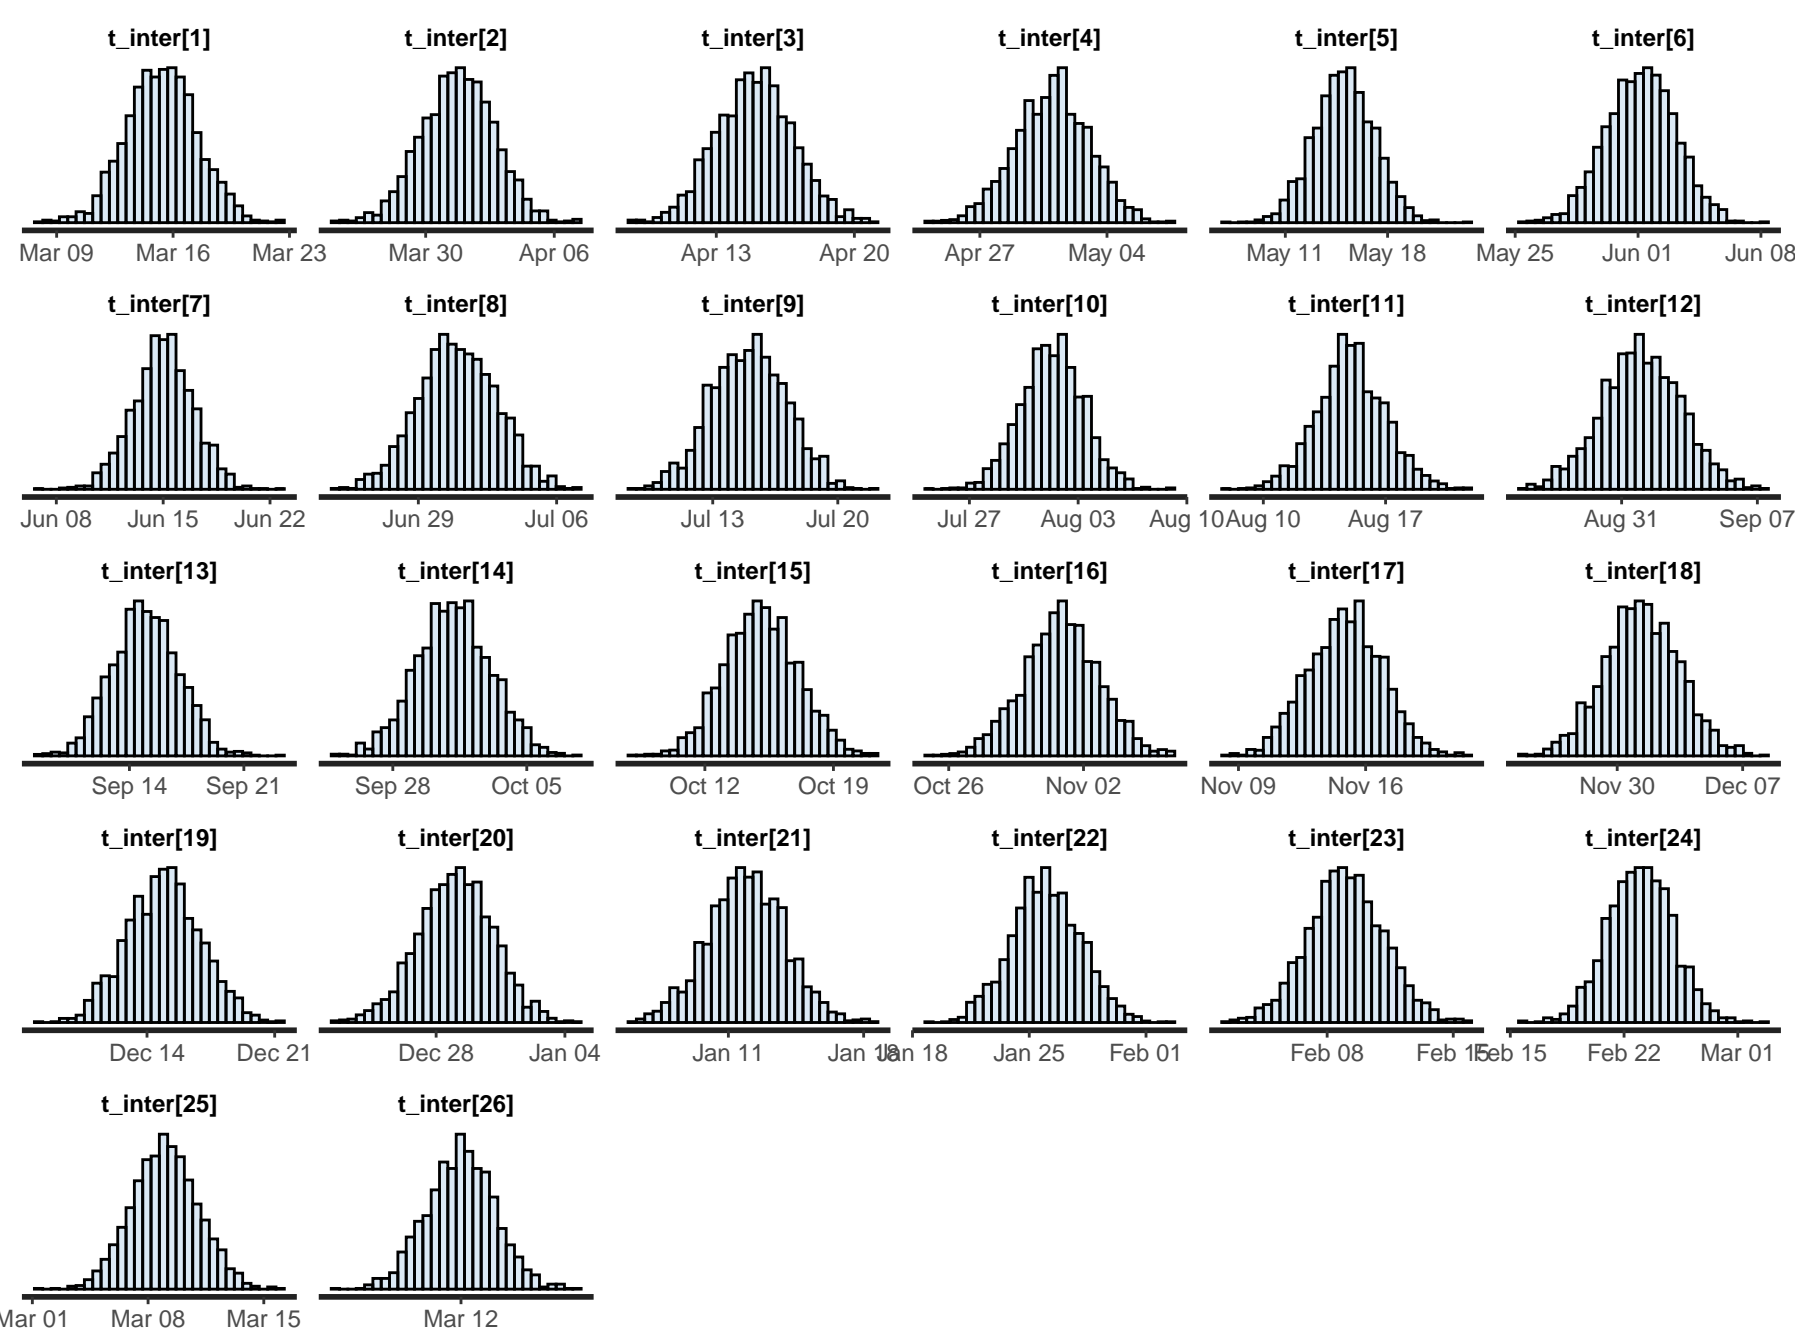 t_inter[1] t_inter[2] t_inter[3] t_inter[4] t_inter[5] t_inter[6]
Mar 09 Mar 16 Mar 23 Mar 30 Apr 06 Apr 13 Apr 20 Apr 27 May 04 May 11 May 18 May 25 Jun 01 Jun 08
t_inter[7] t_inter[8] t_inter[9] t_inter[10] t_inter[11] t_inter[12]
Jun 08 Jun 15 Jun 22 Jun 29 Jul 06 Jul 13 Jul 20 Jul 27 Aug 03 Aug 10 Aug 10 Aug 17 Aug 31 Sep 07
t_inter[13] t_inter[14] t_inter[15] t_inter[16] t_inter[17] t_inter[18]
Sep 14 Sep 21 Sep 28 Oct 05 Oct 12 Oct 19 Oct 26 Nov 02 Nov 09 Nov 16 Nov 30 Dec 07
t_inter[19] t_inter[20] t_inter[21] t_inter[22] t_inter[23] t_inter[24]
Dec 14 Dec 21 Dec 28 Jan 04 Jan 11 Jan 18 Jan 18 Jan 25 Feb 01 Feb 08 Feb 15 Feb 15 Feb 22 Mar 01
t_inter[25] t_inter[26]
Mar 01 Mar 08 Mar 15 Mar 12